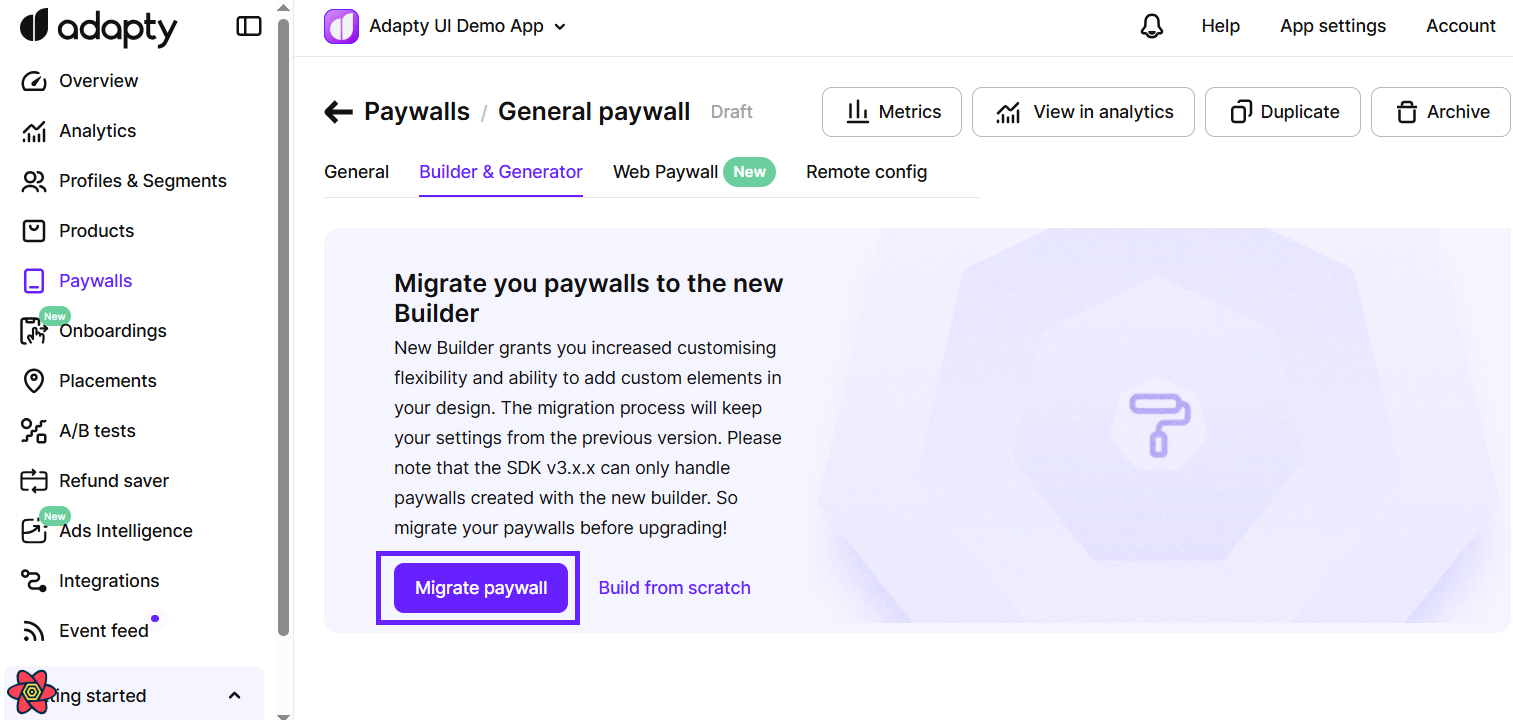 adapty
Adapty UI Demo App
Help
App settings
Account
Overview
Analytics
Profiles & Segments
Products
Paywalls
New
Onboardings
Placements
A/B tests
Refund saver
New
Ads Intelligence
Integrations
Event feed
ing started
Paywalls / General paywall Draft
Metrics
View in analytics
Duplicate
Archive
General
Builder & Generator
Web Paywall New
Remote config
Migrate you paywalls to the new
Builder
New Builder grants you increased customising
flexibility and ability to add custom elements in
your design. The migration process will keep
your settings from the previous version. Please
note that the SDK v3.x.x can only handle
paywalls created with the new builder. So
migrate your paywalls before upgrading!
Migrate paywall
Build from scratch